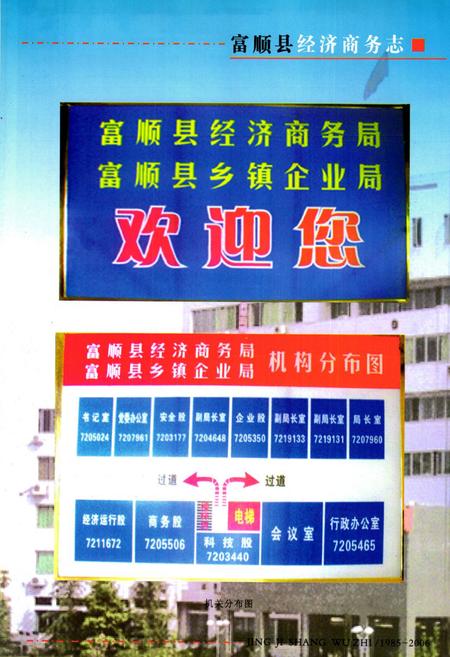 富顺县经济商务志
富顺县经济商务局
富顺县乡镇企业局
欢迎您
富顺县经济商务局
富顺县乡镇企业局
机构分布图
书记室 党委办公室 安全股 副局长室 企业股 副局长室 副局长室 局长室
7205024 7207961 7203177 7204648 7205350 7219133 7219131 7207960
过道 过道
经济运行股 商务股 电梯 会议室 行政办公室
7211672 7205506 科技股 7205465
7203440
机关分布图
JING JI SHANG WU ZHI /1985-2006